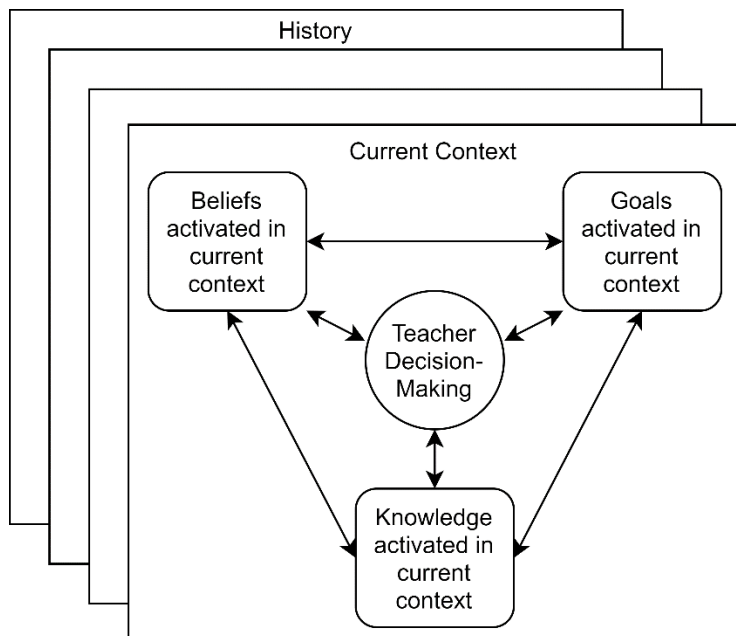 History
Current Context
Beliefs
activated in
current
context
Goals
activated in
current
context
Teacher
Decision-
Making
Knowledge
activated in
current
context